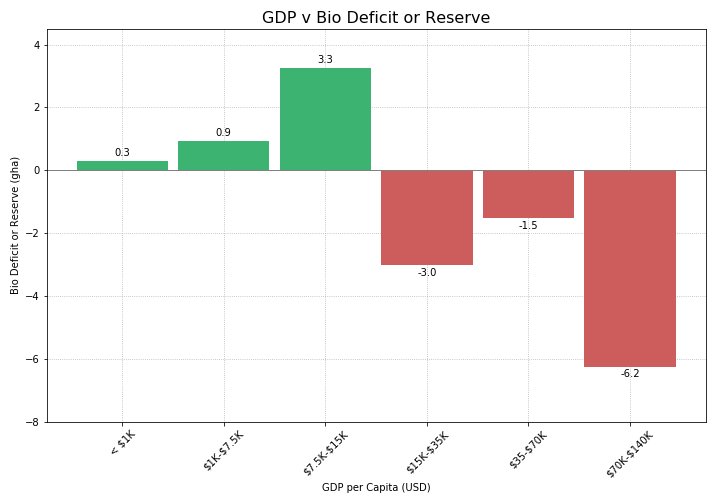 GDP v Bio Deficit or Reserve
Bio Deficit or Reserve (gha)
4
2
0
−2
−4
−6
−8
0.3
0.9
3.3
-3.0
-1.5
-6.2
< $1K
$1K-$7.5K
$7.5K-$15K
$15K-$35K
$35-$70K
$70K-$140K
GDP per Capita (USD)